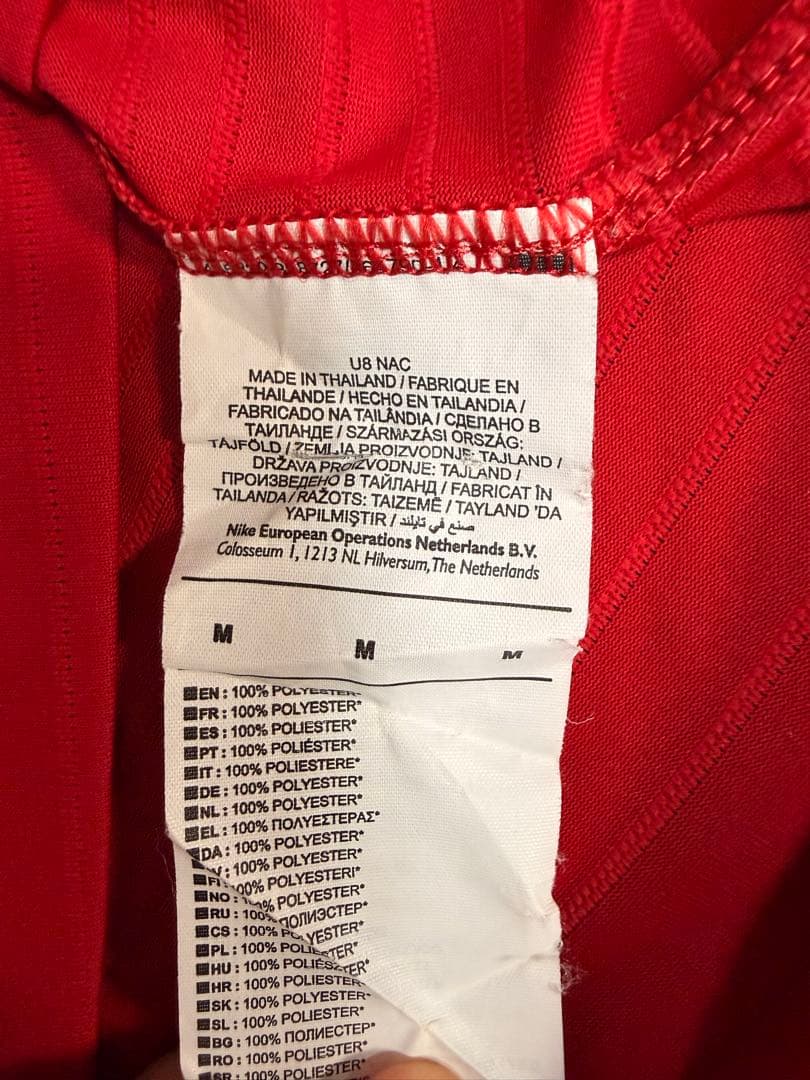 U8 NAC
MADE IN THAILAND / FABRIQUE EN
THAILANDE / HECHO EN TAILANDIA /
FABRICADO NA TAILÂNDIA / СДЕЛАНО В
ТАИЛАНДЕ / SZÁRMAZÁSI ORSZÁG:
TAJFÖLD / ZEMLJA PROIZVODNJE: TAJLAND /
DRŽAVA PROIZVODNJE: TAJLAND /
ПРОИЗВЕДЕНО В ТАЙЛАНД / FABRICAT ÎN
TAILANDA / RAŽOTS: TAIZEMĒ / TAYLAND 'DA
YAPILMIŞTIR / صنع في تايلند
Nike European Operations Netherlands B.V.
Colosseum 1, 1213 NL Hilversum, The Netherlands
M M M
EN : 100% POLYESTER*
FR : 100% POLYESTER*
ES : 100% POLIESTER*
PT : 100% POLIÉSTER*
IT : 100% POLIESTERE*
DE : 100% POLYESTER*
NL : 100% POLYESTER*
EL : 100% ΠΟΛΥΕΣΤΕΡΑΣ*
DA : 100% POLYESTER*
: 100% POLYESTER*
FI 100% POLYESTERI*
NO : % POLYESTER*
RU : 100% ПОЛИЭСТЕР*
CS : 100% POLYESTER*
PL : 100% POLIESTER*
HU : 100% POLIÉSZTER*
HR : 100% POLIESTER*
SK : 100% POLYESTER*
SL : 100% POLIESTER*
BG : 100% ПОЛИЕСТЕР*
RO : 100% POLIESTER*
SR : 100% POLIESTER*